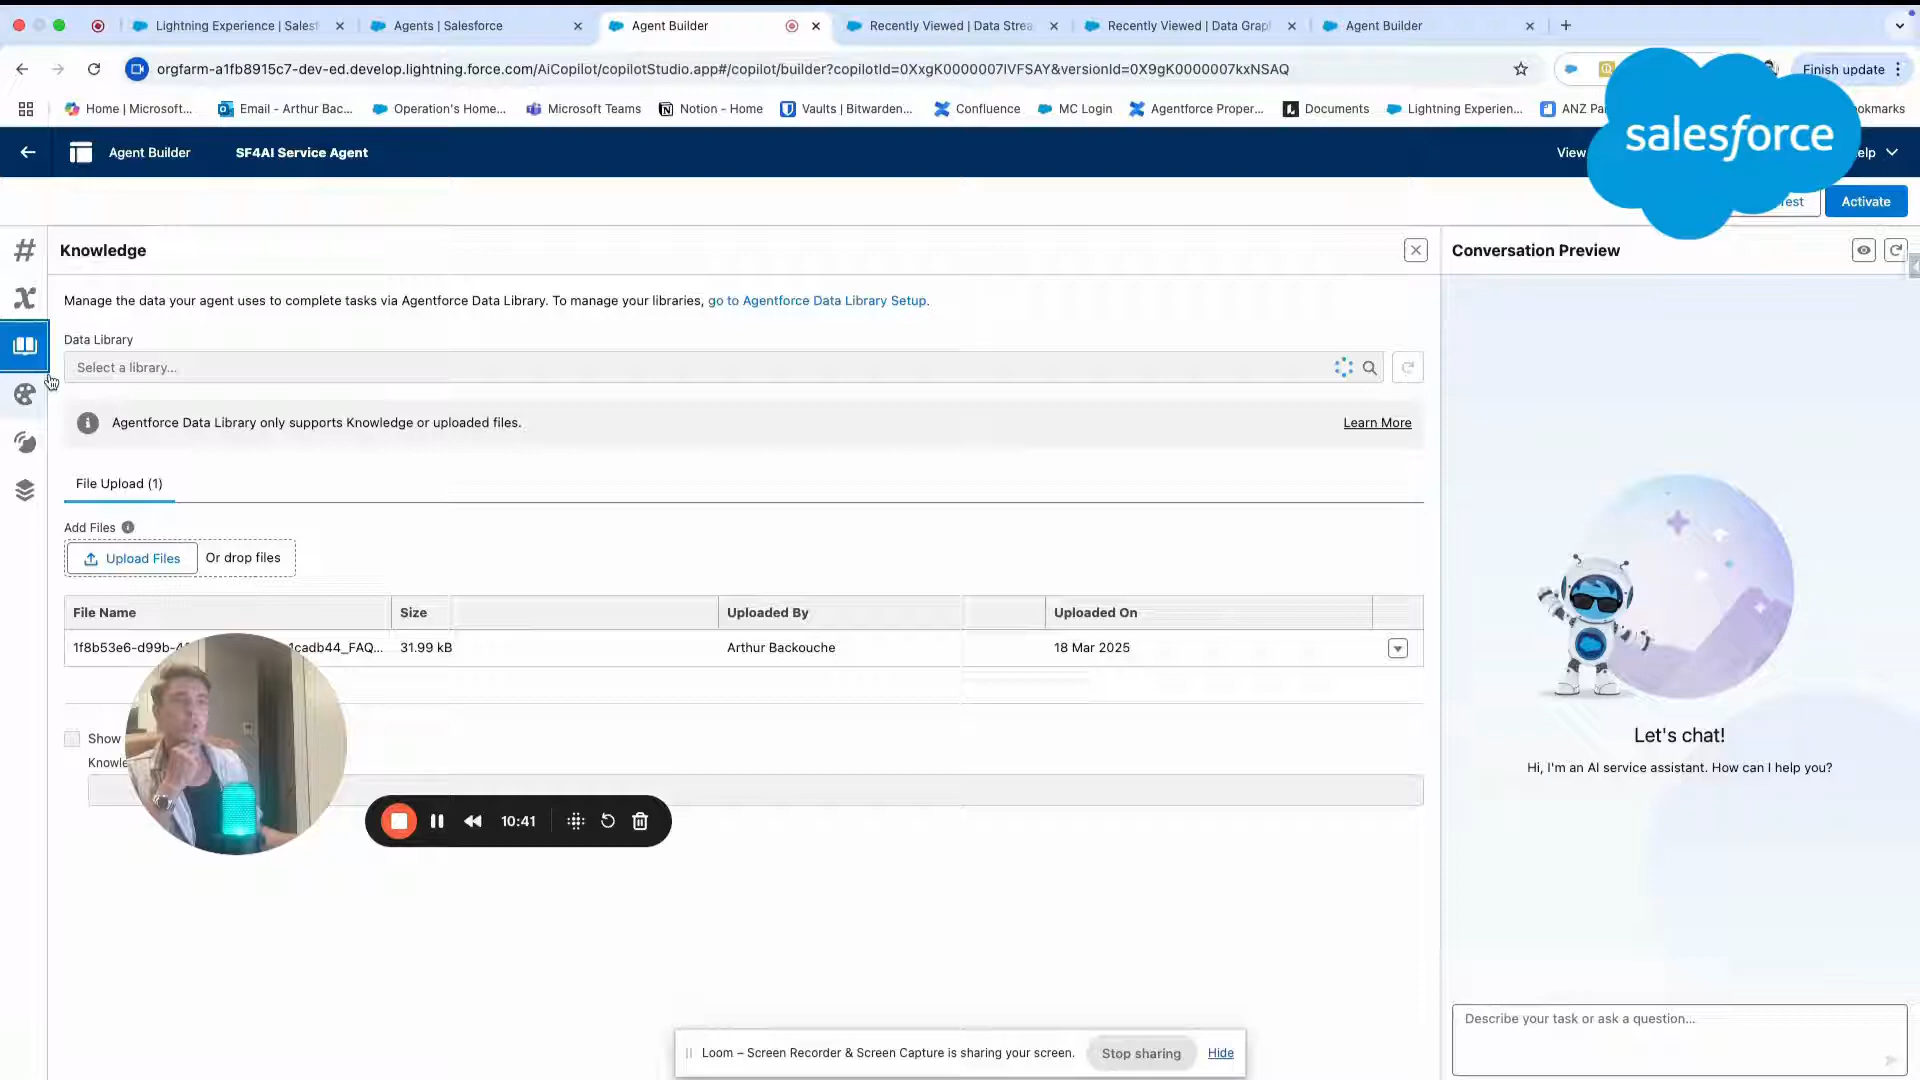 Lightning Experience | Salesf
Agents | Salesforce
Agent Builder
Recently Viewed | Data Strea
Recently Viewed | Data Grap
Agent Builder
orgfarm-a1fb8915c7-dev-ed.develop.lightning.force.com/AiCopilot/copilotStudio.app#/copilot/builder?copilotId=0XxgK0000007lVFSAY&versionId=0X9gK0000007kxNSAQ
Finish update
Home | Microsoft...
Email - Arthur Bac...
Operation's Home...
Microsoft Teams
Notion - Home
Vaults | Bitwarden...
Confluence
MC Login
Agentforce Proper...
Documents
Lightning Experien...
ANZ Pa
ookmarks
salesforce
Agent Builder
SF4AI Service Agent
View
elp
Test
Activate
Knowledge
Manage the data your agent uses to complete tasks via Agentforce Data Library. To manage your libraries, go to Agentforce Data Library Setup.
Data Library
Select a library...
Agentforce Data Library only supports Knowledge or uploaded files.
Learn More
File Upload (1)
Add Files
Upload Files
Or drop files
File Name
Size
Uploaded By
Uploaded On
1f8b53e6-d99b-4
1cadb44_FAQ...
31.99 kB
Arthur Backouche
18 Mar 2025
Show
Knowle
10:41
Conversation Preview
Let's chat!
Hi, I'm an AI service assistant. How can I help you?
Describe your task or ask a question...
Loom – Screen Recorder & Screen Capture is sharing your screen.
Stop sharing
Hide